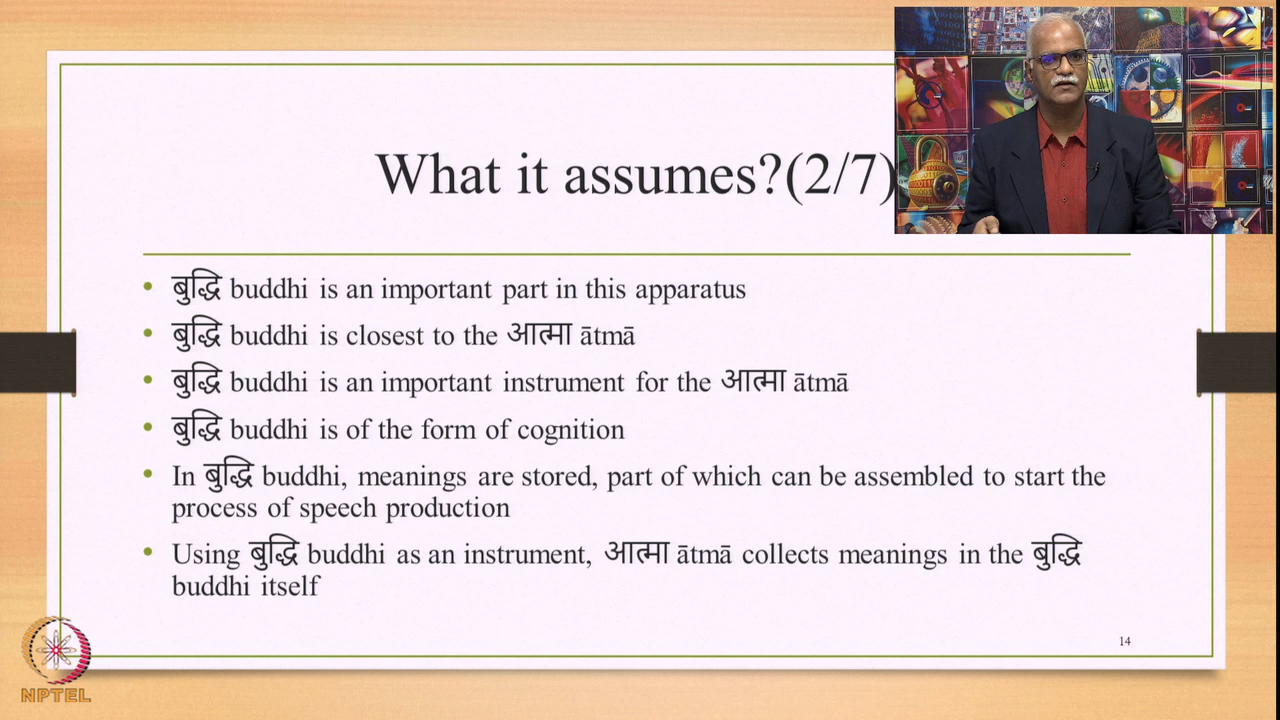 What it assumes?(2/7)
• बुद्धि buddhi is an important part in this apparatus
• बुद्धि buddhi is closest to the आत्मा ātmā
• बुद्धि buddhi is an important instrument for the आत्मा ātmā
• बुद्धि buddhi is of the form of cognition
• In बुद्धि buddhi, meanings are stored, part of which can be assembled to start the
process of speech production
• Using बुद्धि buddhi as an instrument, आत्मा ātmā collects meanings in the बुद्धि
buddhi itself
14
NPTEL